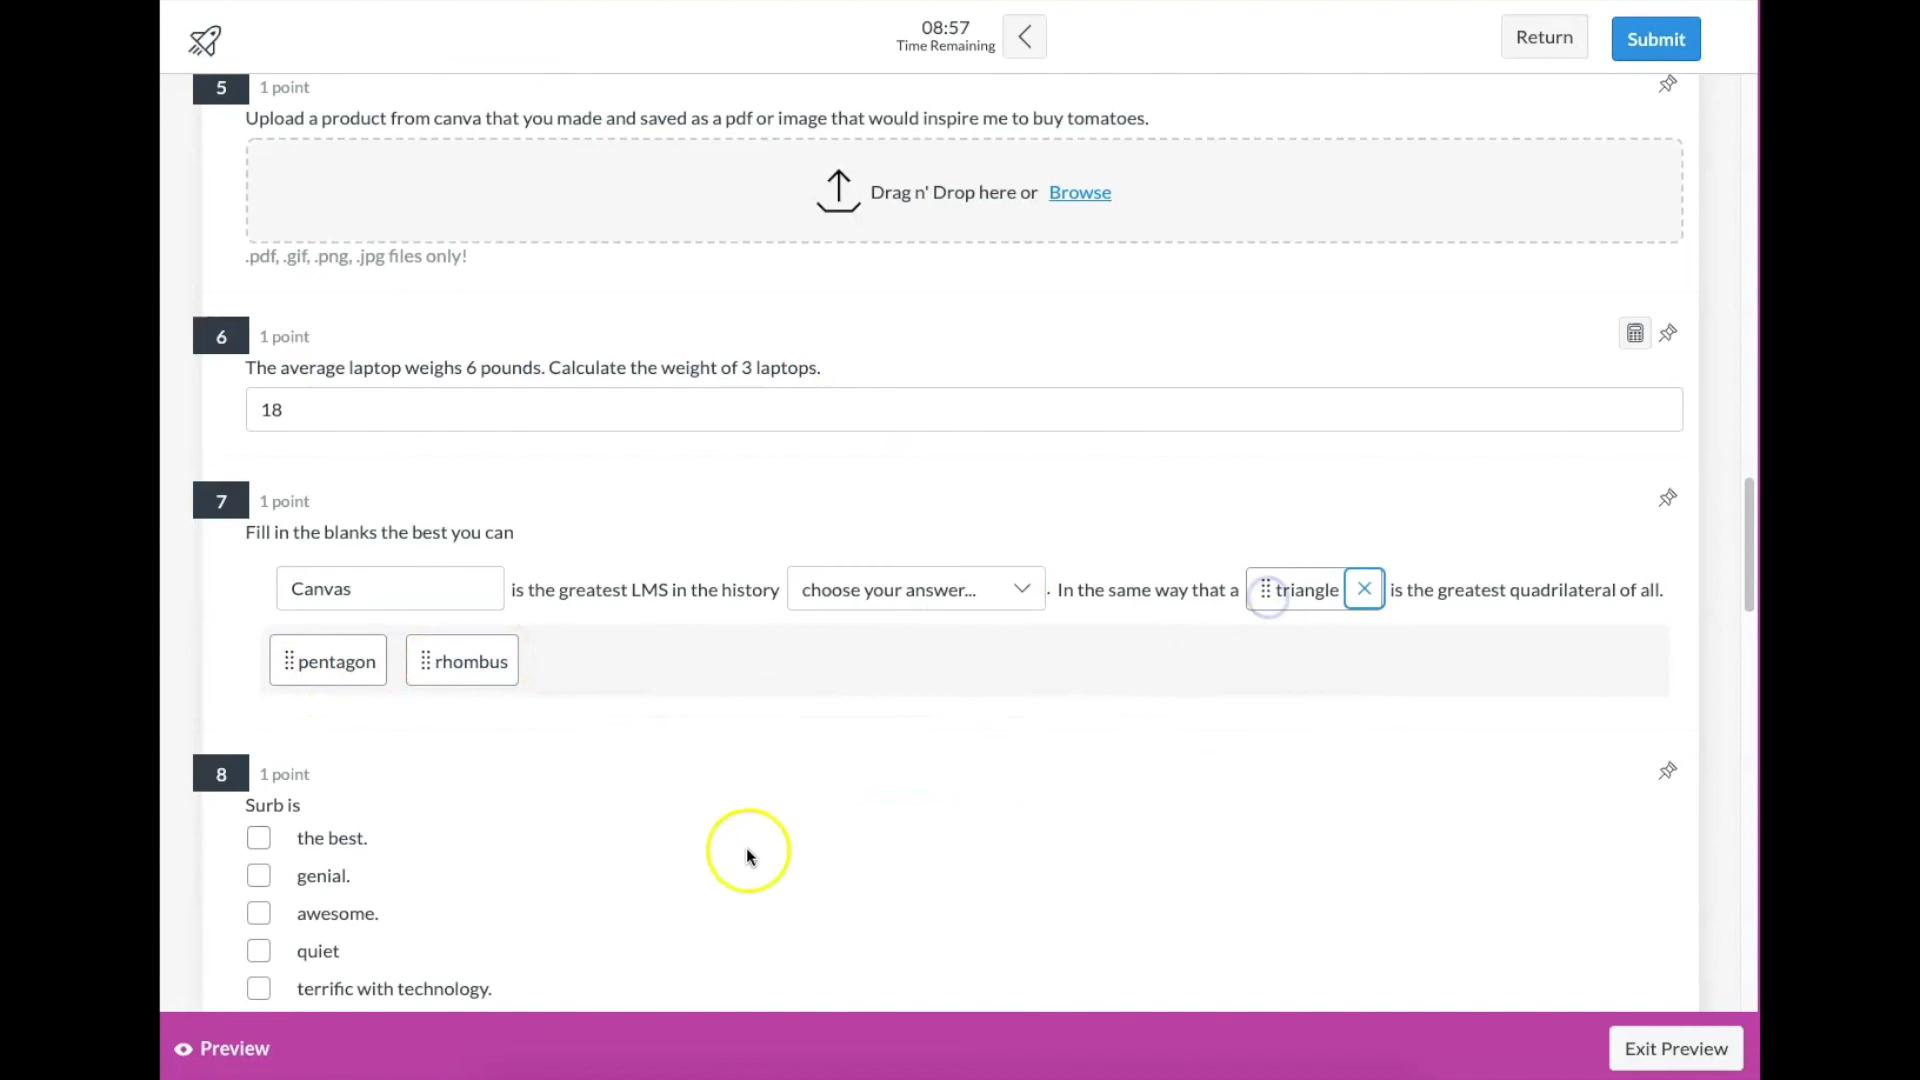 08:57
Time Remaining
Return
Submit
5
1 point
Upload a product from canva that you made and saved as a pdf or image that would inspire me to buy tomatoes.
Drag n' Drop here or Browse
.pdf, .gif, .png, .jpg files only!
6
1 point
The average laptop weighs 6 pounds. Calculate the weight of 3 laptops.
18
7
1 point
Fill in the blanks the best you can
Canvas is the greatest LMS in the history choose your answer... . In the same way that a triangle is the greatest quadrilateral of all.
pentagon rhombus
8
1 point
Surb is
the best.
genial.
awesome.
quiet
terrific with technology.
Preview
Exit Preview